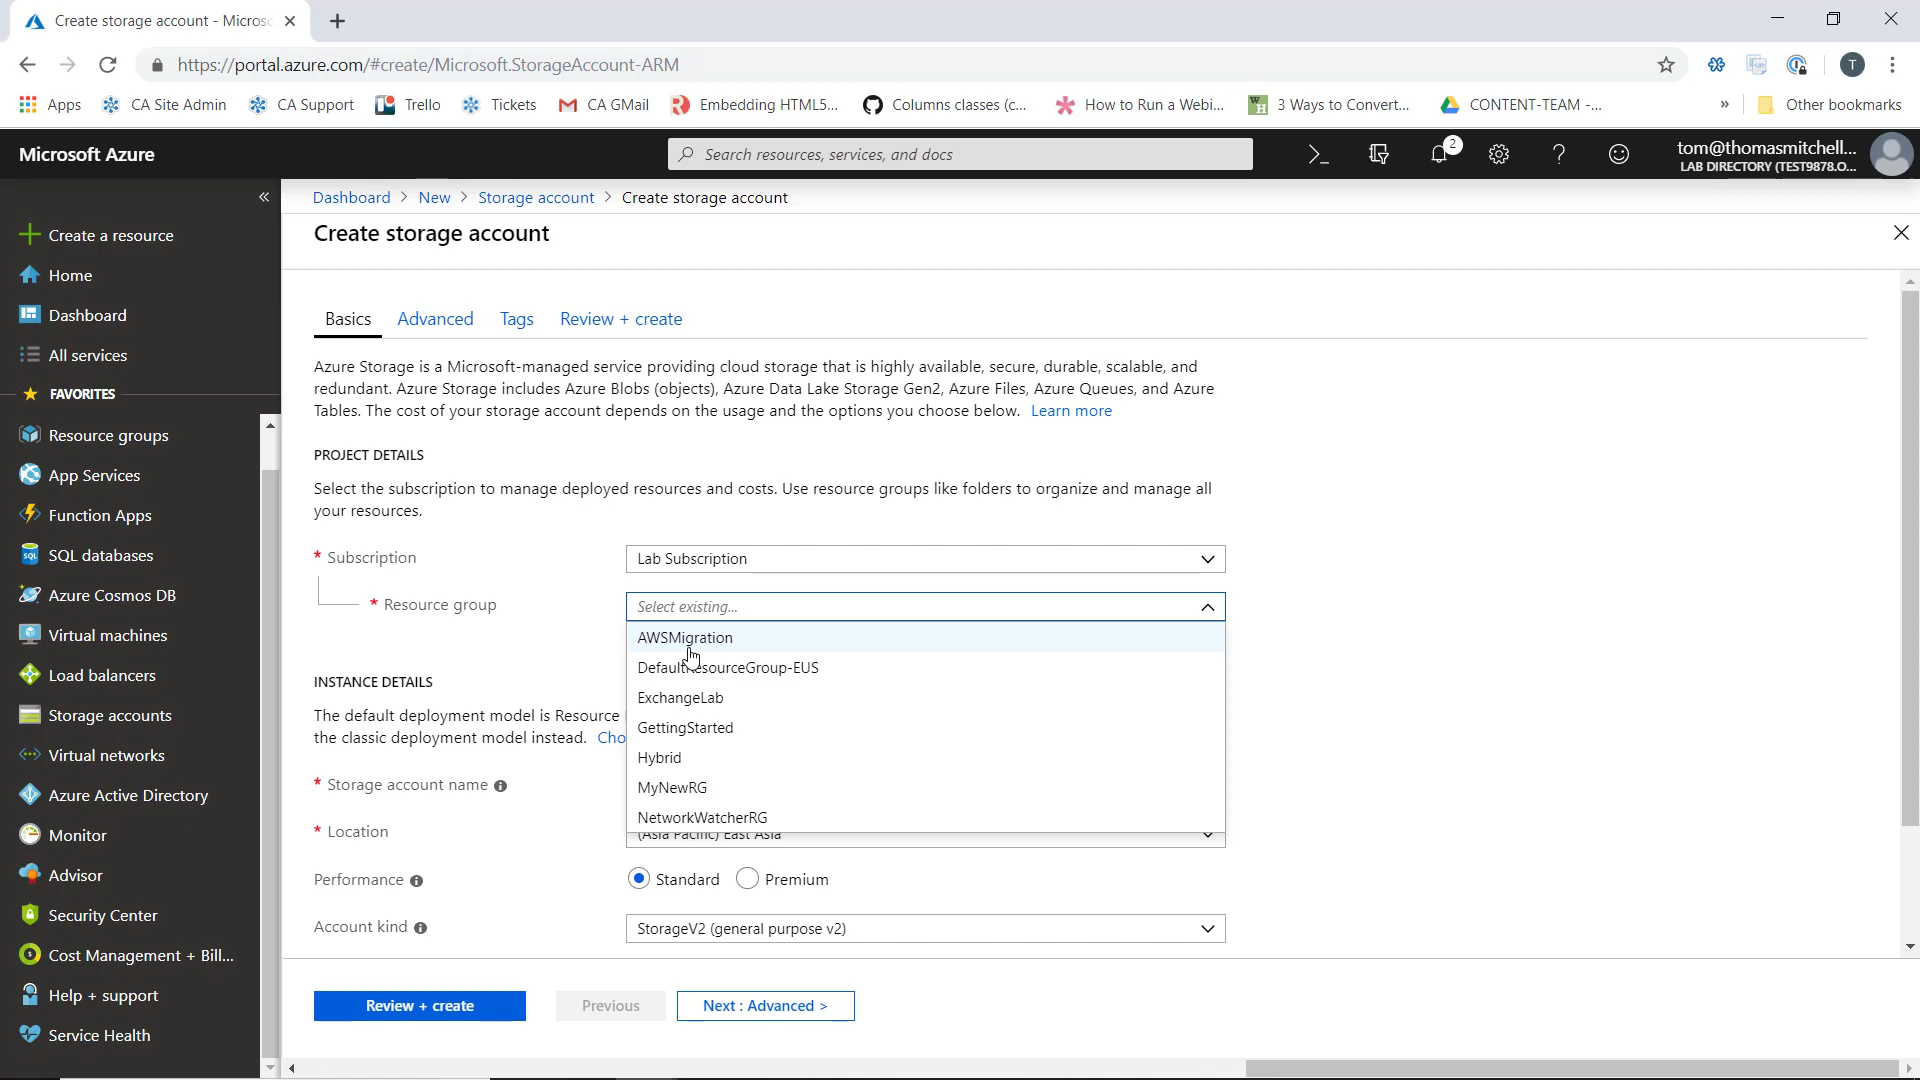 Create storage account - Micros
https://portal.azure.com/#create/Microsoft.StorageAccount-ARM
T
Apps
CA Site Admin
CA Support
Trello
Tickets
CA GMail
Embedding HTML5...
Columns classes (c...
How to Run a Webi...
3 Ways to Convert...
CONTENT-TEAM -...
»
Other bookmarks
Microsoft Azure
Search resources, services, and docs
2
tom@thomasmitchell...
LAB DIRECTORY (TEST9878.O...
Create a resource
Home
Dashboard
All services
FAVORITES
Resource groups
App Services
Function Apps
SQL databases
Azure Cosmos DB
Virtual machines
Load balancers
Storage accounts
Virtual networks
Azure Active Directory
Monitor
Advisor
Security Center
Cost Management + Bill...
Help + support
Service Health
Dashboard > New > Storage account > Create storage account
Create storage account
Basics
Advanced
Tags
Review + create
Azure Storage is a Microsoft-managed service providing cloud storage that is highly available, secure, durable, scalable, and
redundant. Azure Storage includes Azure Blobs (objects), Azure Data Lake Storage Gen2, Azure Files, Azure Queues, and Azure
Tables. The cost of your storage account depends on the usage and the options you choose below. Learn more
PROJECT DETAILS
Select the subscription to manage deployed resources and costs. Use resource groups like folders to organize and manage all
your resources.
* Subscription
Lab Subscription
* Resource group
Select existing...
AWSMigration
DefaultResourceGroup-EUS
ExchangeLab
GettingStarted
Hybrid
MyNewRG
NetworkWatcherRG
INSTANCE DETAILS
The default deployment model is Resource
the classic deployment model instead. Cho
* Storage account name
* Location
(Asia Pacific) East Asia
Performance
Standard
Premium
Account kind
StorageV2 (general purpose v2)
Review + create
Previous
Next : Advanced >